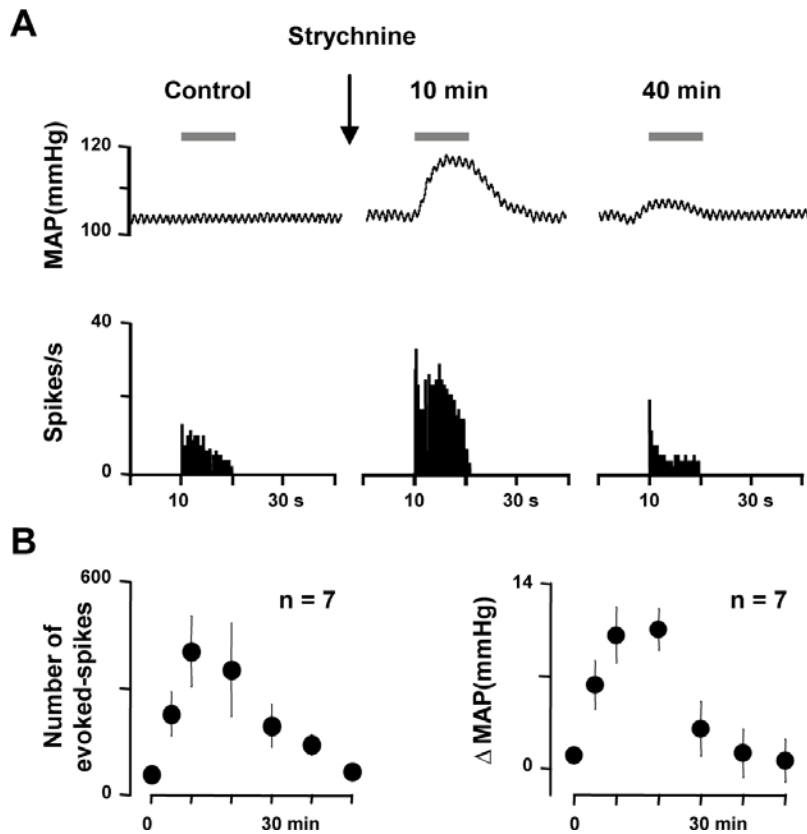 A
Strychnine
Control
10 min
40 min
MAP(mmHg)
120
100
Spikes/s
40
0
10
30 s
10
30 s
10
30 s
B
Number of
evoked-spikes
600
0
n = 7
0
30 min
Δ MAP(mmHg)
14
0
n = 7
0
30 min